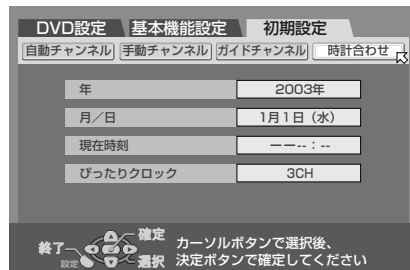 DVD設定 基本機能設定 初期設定
自動チャンネル 手動チャンネル ガイドチャンネル 時計合わせ
年 2003年
月／日 1月1日（水）
現在時刻 ーー--：--
ぴったりクロック 3CH
終了 確定
設定 選択
カーソルボタンで選択後、
決定ボタンで確定してください